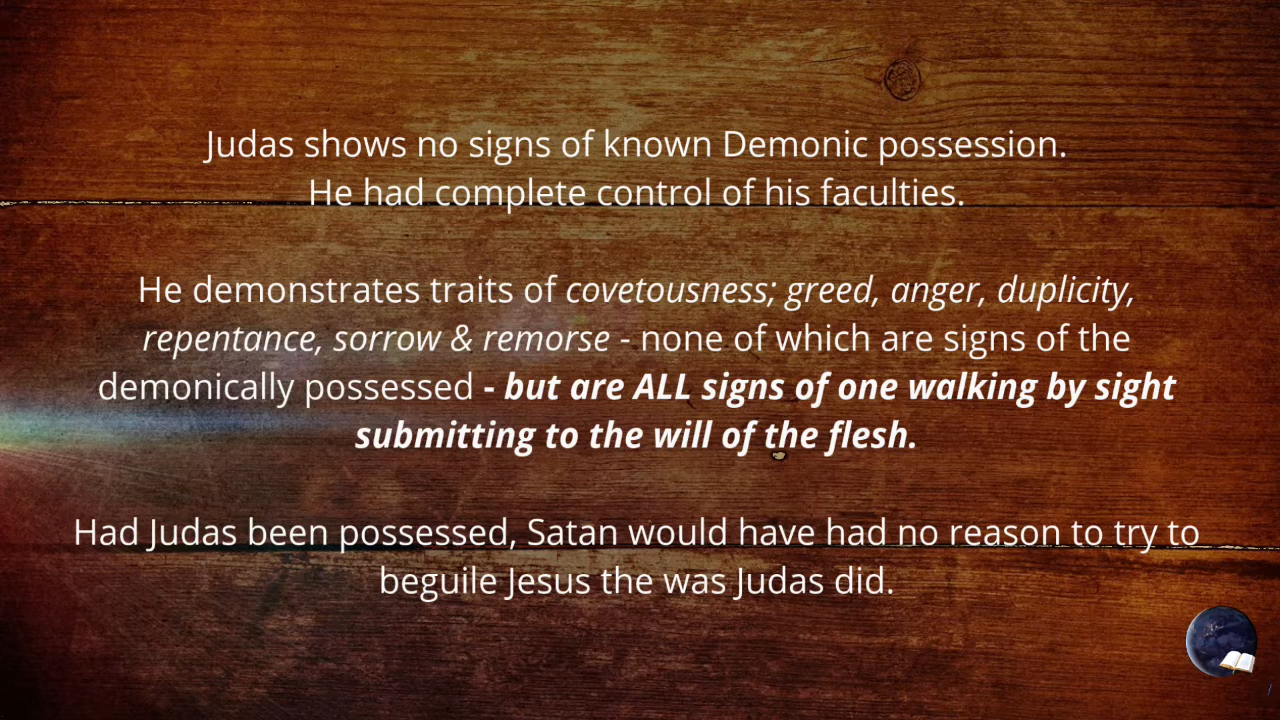 Judas shows no signs of known Demonic possession.
He had complete control of his faculties.
He demonstrates traits of covetousness; greed, anger, duplicity,
repentance, sorrow & remorse - none of which are signs of the
demonically possessed - but are ALL signs of one walking by sight
submitting to the will of the flesh.
Had Judas been possessed, Satan would have had no reason to try to
beguile Jesus the was Judas did.